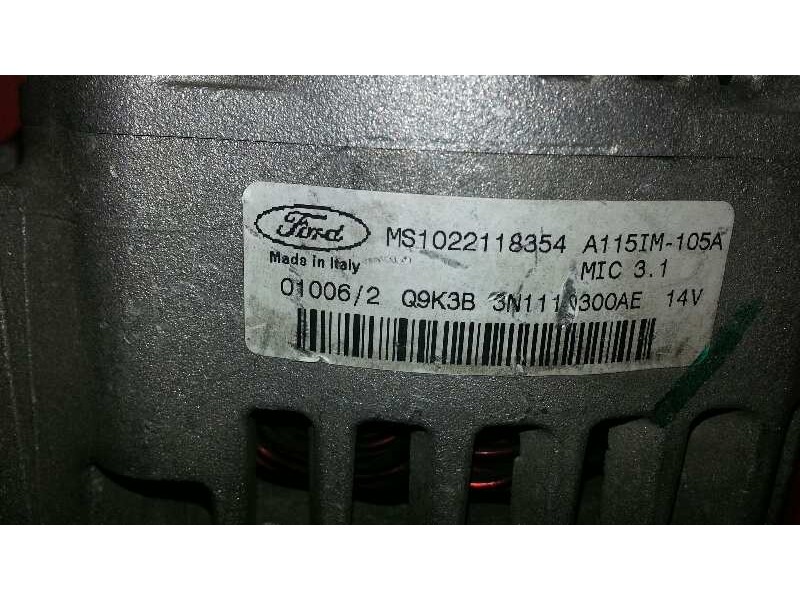 Ford MS1022118354 A115IM-105A
Made in Italy MIC 3.1
01006/2 Q9K3B 14V